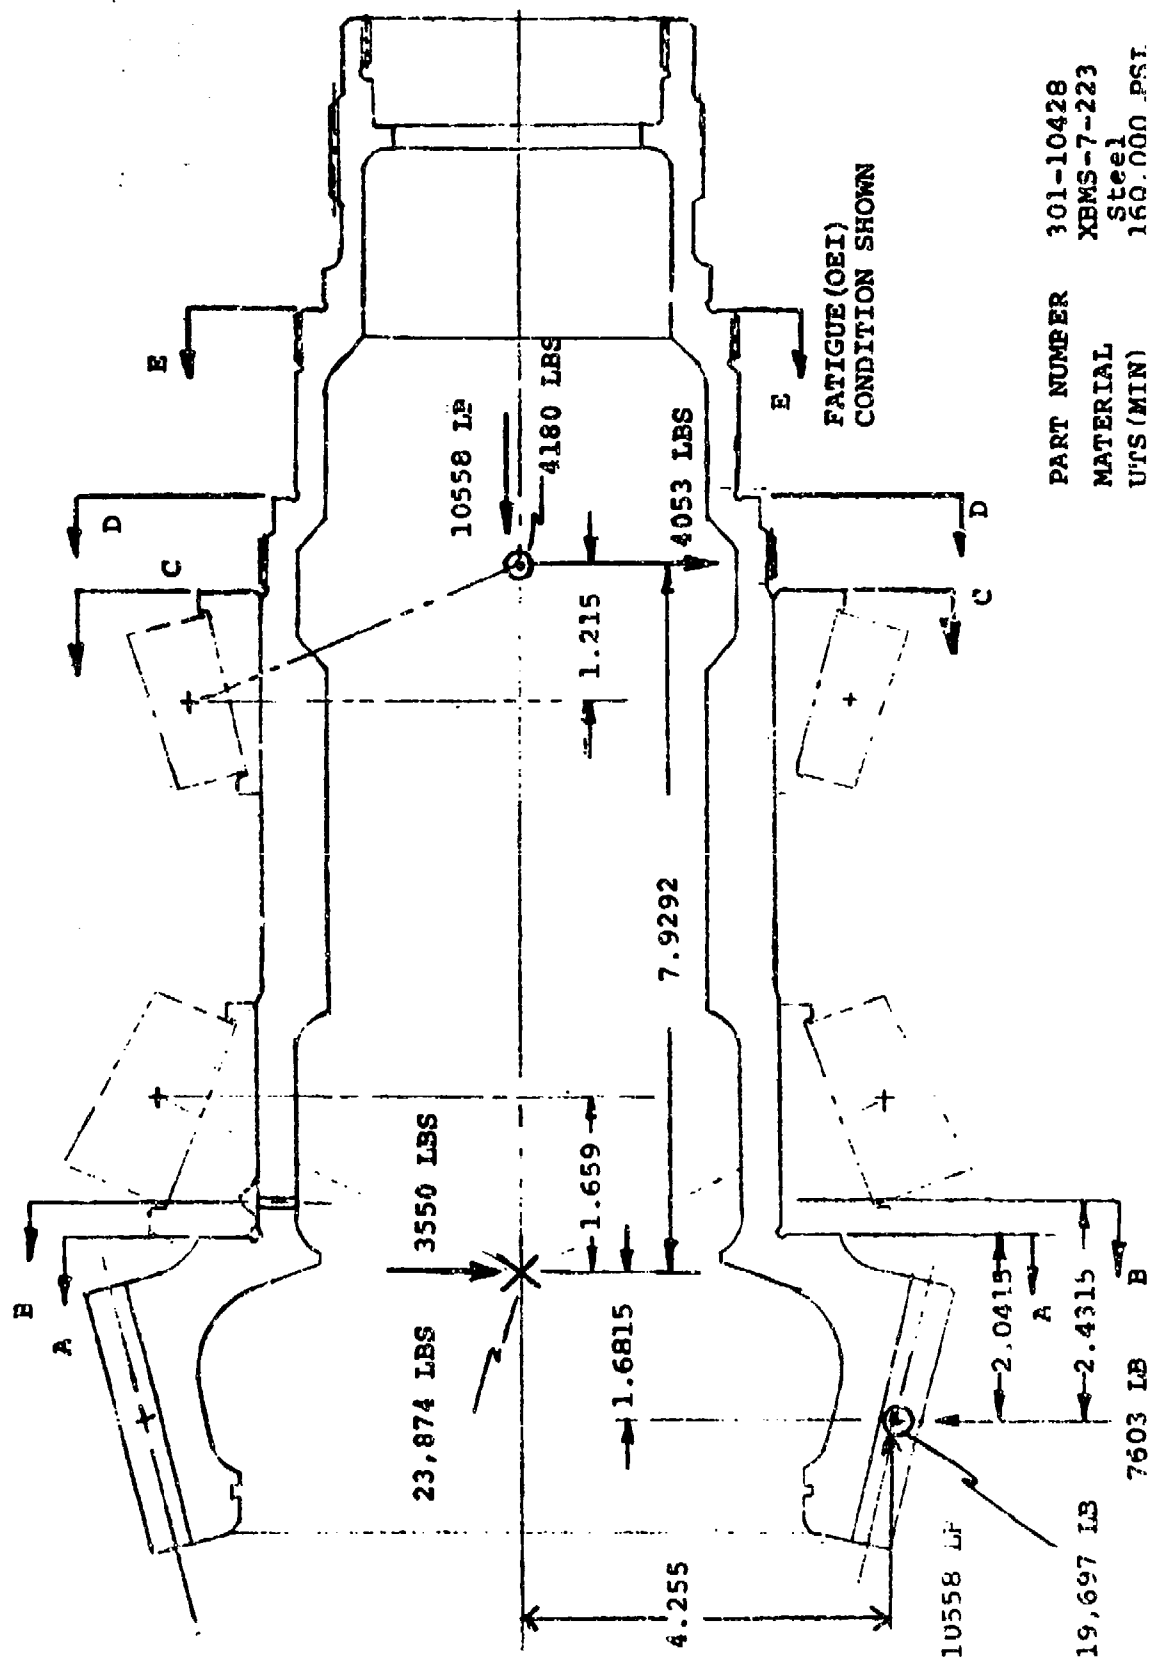 E
D
C
B
A
10558 LB
4180 LBS
4053 LBS
1.215
7.9292
3550 LBS
23,874 LBS
1.659
1.6815
4.255
FATIGUE(OEI)
CONDITION SHOWN
E
D
C
B
A
2.0415
2.4315
7603 LB
10558 LB
19,697 LB
PART NUMBER 301-10428
MATERIAL XBMS-7-223
Steel
UTS(MIN) 160.000 PSI